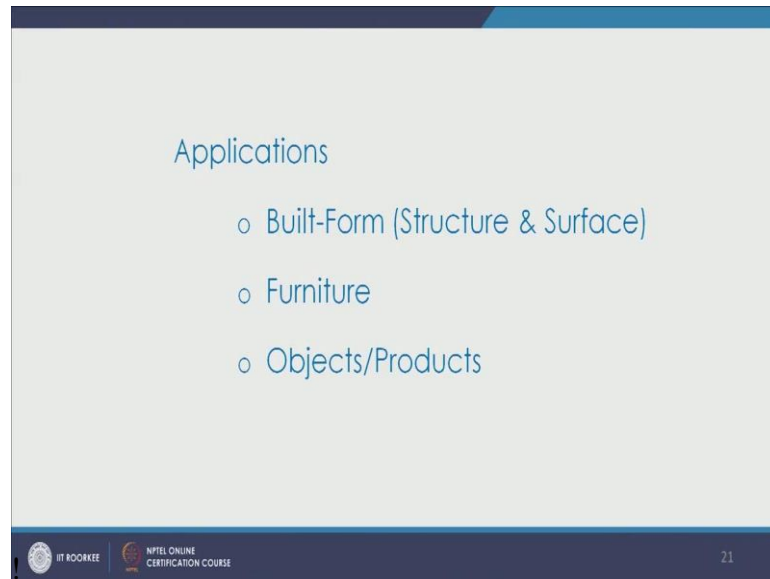 Applications
o Built-Form (Structure & Surface)
o Furniture
o Objects/Products
! IIT ROORKEE NPTEL ONLINE
CERTIFICATION COURSE
21